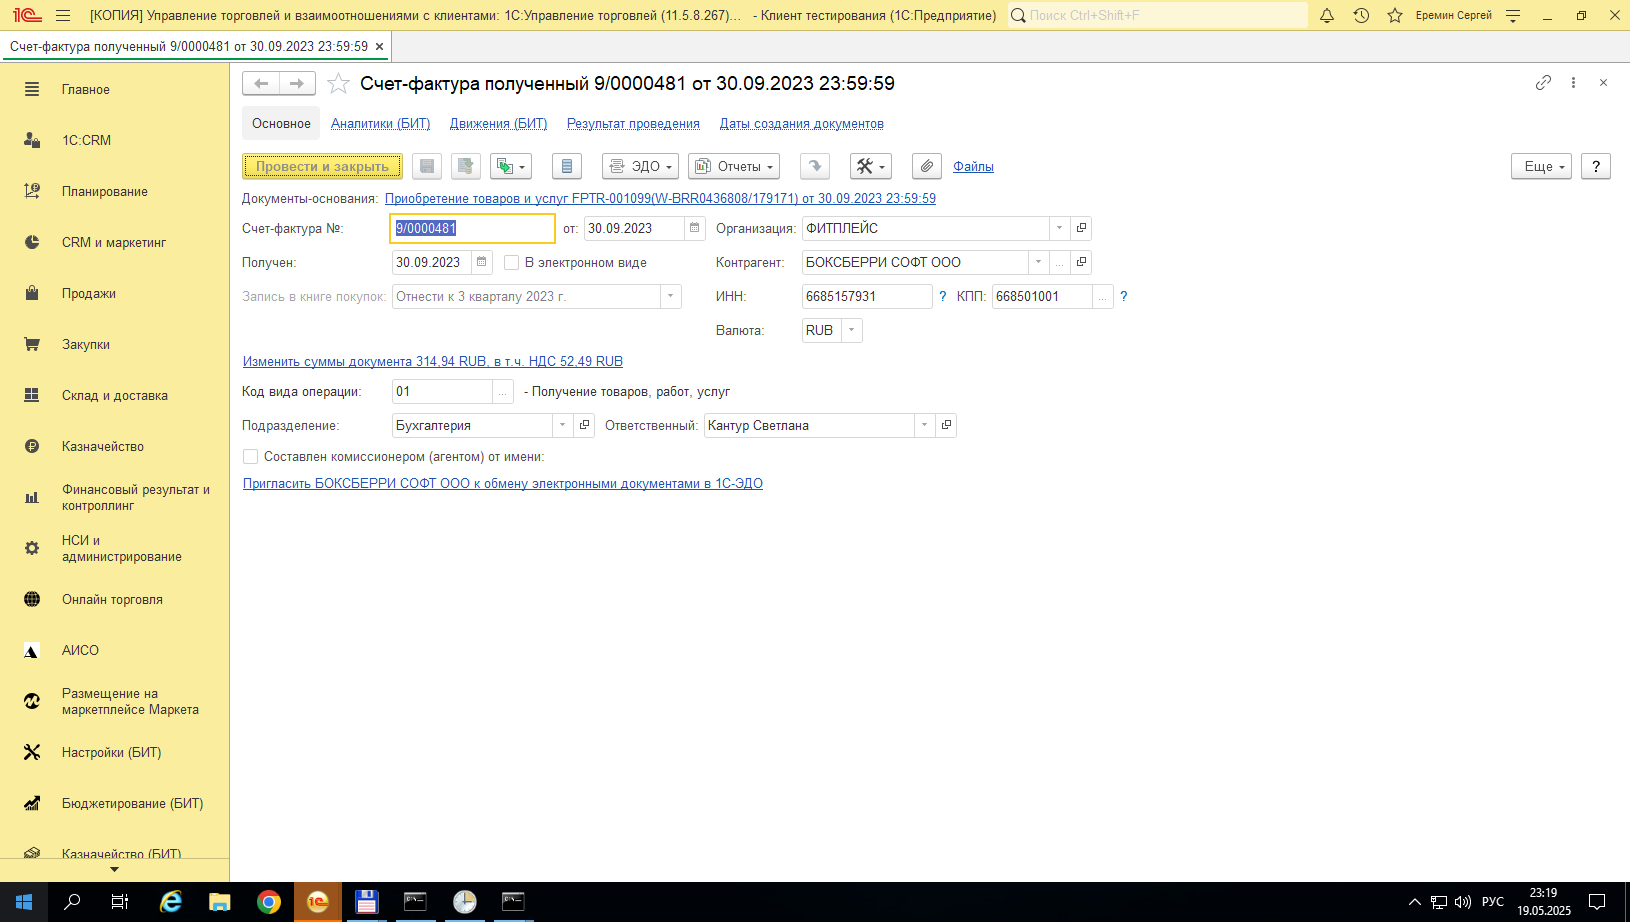 [КОПИЯ] Управление торговлей и взаимоотношениями с клиентами: 1С:Управление торговлей (11.5.8.267)... - Клиент тестирования (1С:Предприятие)
Поиск Ctrl+Shift+F
Еремин Сергей
Счет-фактура полученный 9/0000481 от 30.09.2023 23:59:59 ×
Главное
1С:CRM
Планирование
CRM и маркетинг
Продажи
Закупки
Склад и доставка
Казначейство
Финансовый результат и
контроллинг
НСИ и
администрирование
Онлайн торговля
АИСО
Размещение на
маркетплейсе Маркета
Настройки (БИТ)
Бюджетирование (БИТ)
Казначейство (БИТ)
Счет-фактура полученный 9/0000481 от 30.09.2023 23:59:59
Основное Аналитики (БИТ) Движения (БИТ) Результат проведения Даты создания документов
Провести и закрыть ЭДО Отчеты Файлы Еще ?
Документы-основания: Приобретение товаров и услуг FPTR-001099(W-BRR0436808/179171) от 30.09.2023 23:59:59
Счет-фактура №: 9/0000481 от: 30.09.2023 Организация: ФИТПЛЕЙС
Получен: 30.09.2023 В электронном виде Контрагент: БОКСБЕРРИ СОФТ ООО ...
Запись в книге покупок: Отнести к 3 кварталу 2023 г. ИНН: 6685157931 ? КПП: 668501001 ... ?
Валюта: RUB
Изменить суммы документа 314,94 RUB, в т.ч. НДС 52,49 RUB
Код вида операции: 01 ... - Получение товаров, работ, услуг
Подразделение: Бухгалтерия Ответственный: Кантур Светлана
Составлен комиссионером (агентом) от имени:
Пригласить БОКСБЕРРИ СОФТ ООО к обмену электронными документами в 1С-ЭДО
РУС
23:19
19.05.2025